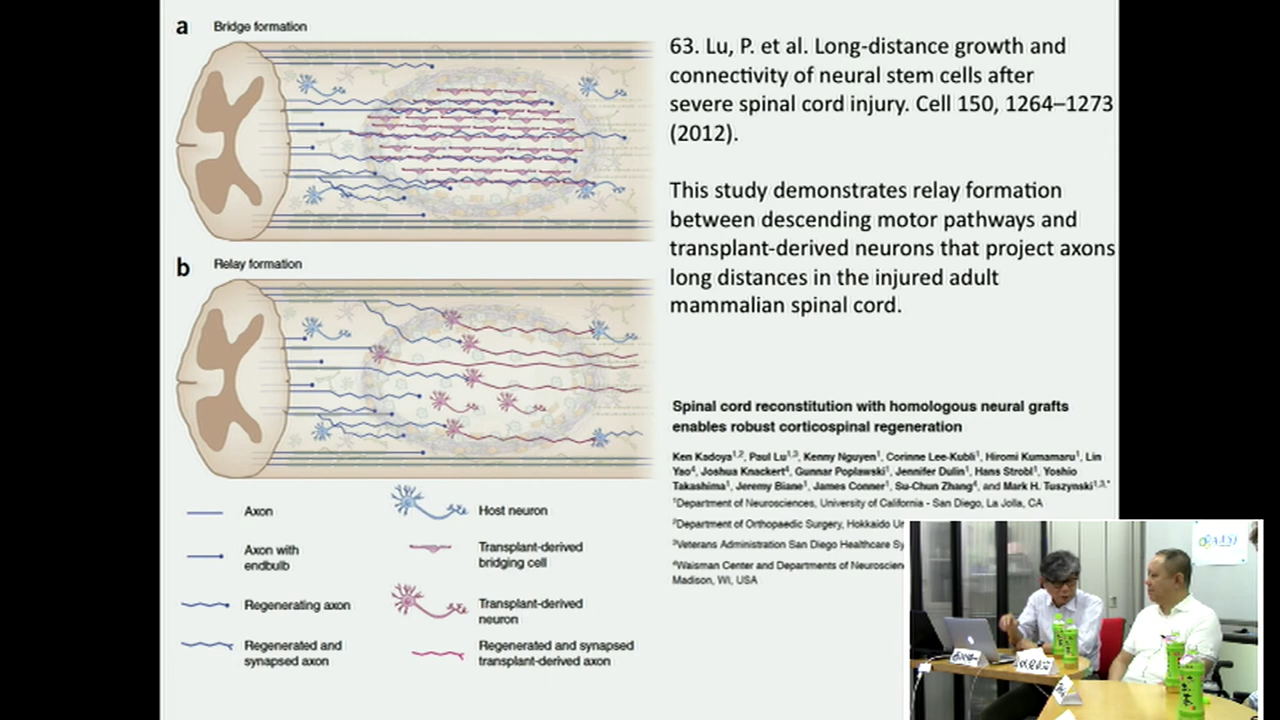 a
Bridge formation
b
Relay formation
Axon
Host neuron
Axon with
endbulb
Transplant-derived
bridging cell
Regenerating axon
Transplant-derived
neuron
Regenerated and
synapsed axon
Regenerated and synapsed
transplant-derived axon
63. Lu, P. et al. Long-distance growth and
connectivity of neural stem cells after
severe spinal cord injury. Cell 150, 1264–1273
(2012).
This study demonstrates relay formation
between descending motor pathways and
transplant-derived neurons that project axons
long distances in the injured adult
mammalian spinal cord.
Spinal cord reconstitution with homologous neural grafts
enables robust corticospinal regeneration
Ken Kadoya1,2, Paul Lu1,3, Kenny Nguyen1, Corinne Lee-Kubli1, Hiromi Kumamaru1, Lin
Yao4, Joshua Knackert4, Gunnar Poplawski1, Jennifer Dulin1, Hans Strobl1, Yoshio
Takashima1, Jeremy Biane1, James Conner1, Su-Chun Zhang4, and Mark H. Tuszynski1,3,*
1Department of Neurosciences, University of California - San Diego, La Jolla, CA
2Department of Orthopaedic Surgery, Hokkaido Un
3Veterans Administration San Diego Healthcare Sy
4Waisman Center and Departments of Neuroscien
Madison, WI, USA